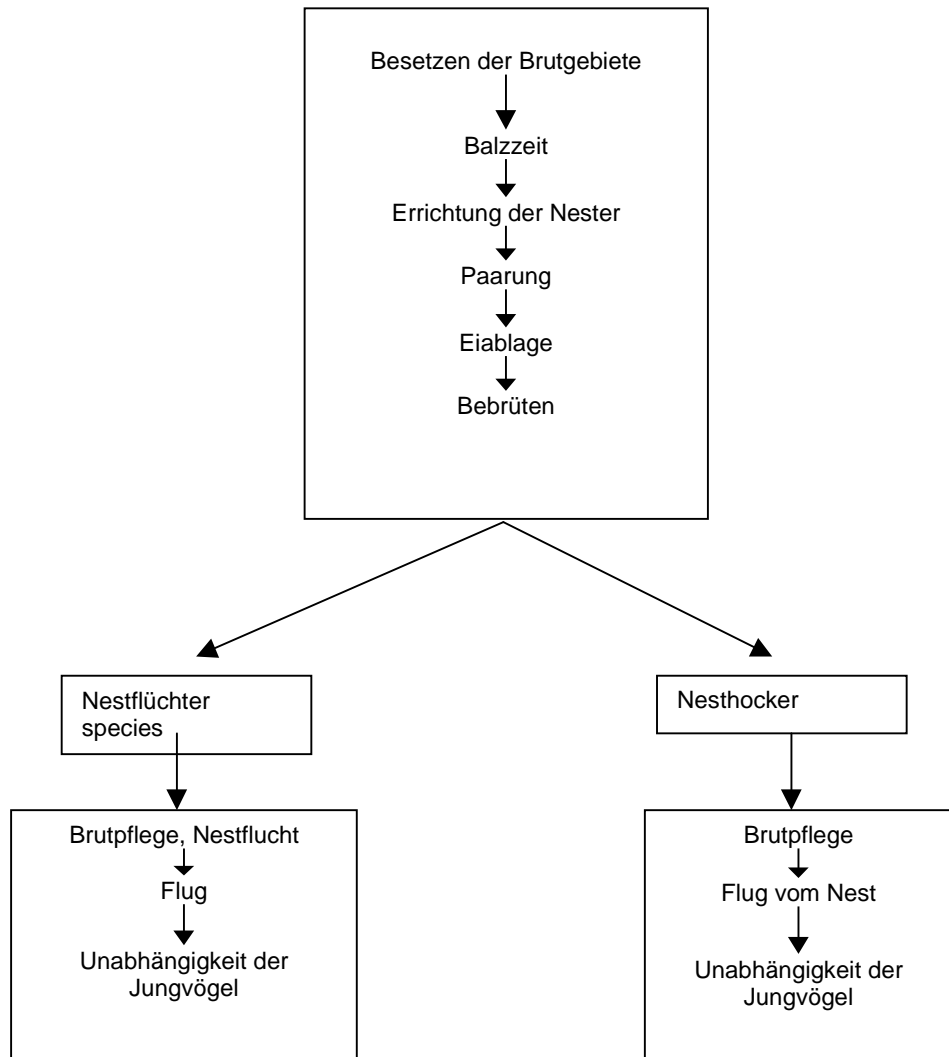 Besetzen der Brutgebiete
Balzzeit
Errichtung der Nester
Paarung
Eiablage
Bebrüten
Nestflüchter
species
Nesthocker
Brutpflege, Nestflucht
Flug
Unabhängigkeit der
Jungvögel
Brutpflege
Flug vom Nest
Unabhängigkeit der
Jungvögel